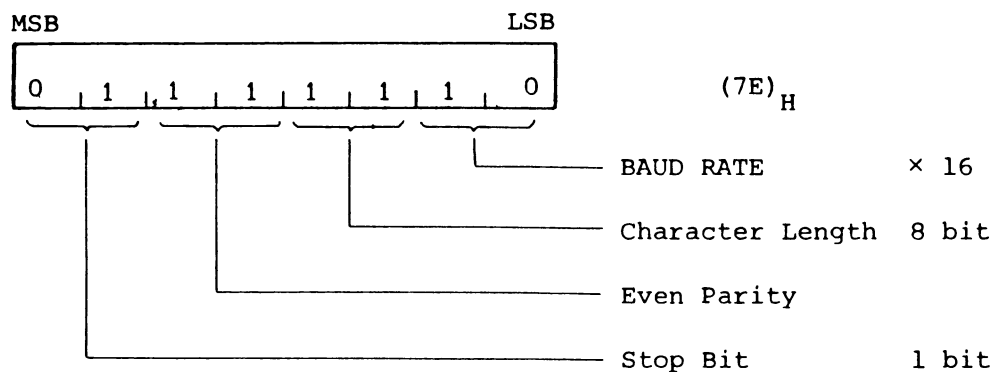 MSB LSB
0 1 1 1 1 1 1 0 (7E)H
BAUD RATE × 16
Character Length 8 bit
Even Parity
Stop Bit 1 bit